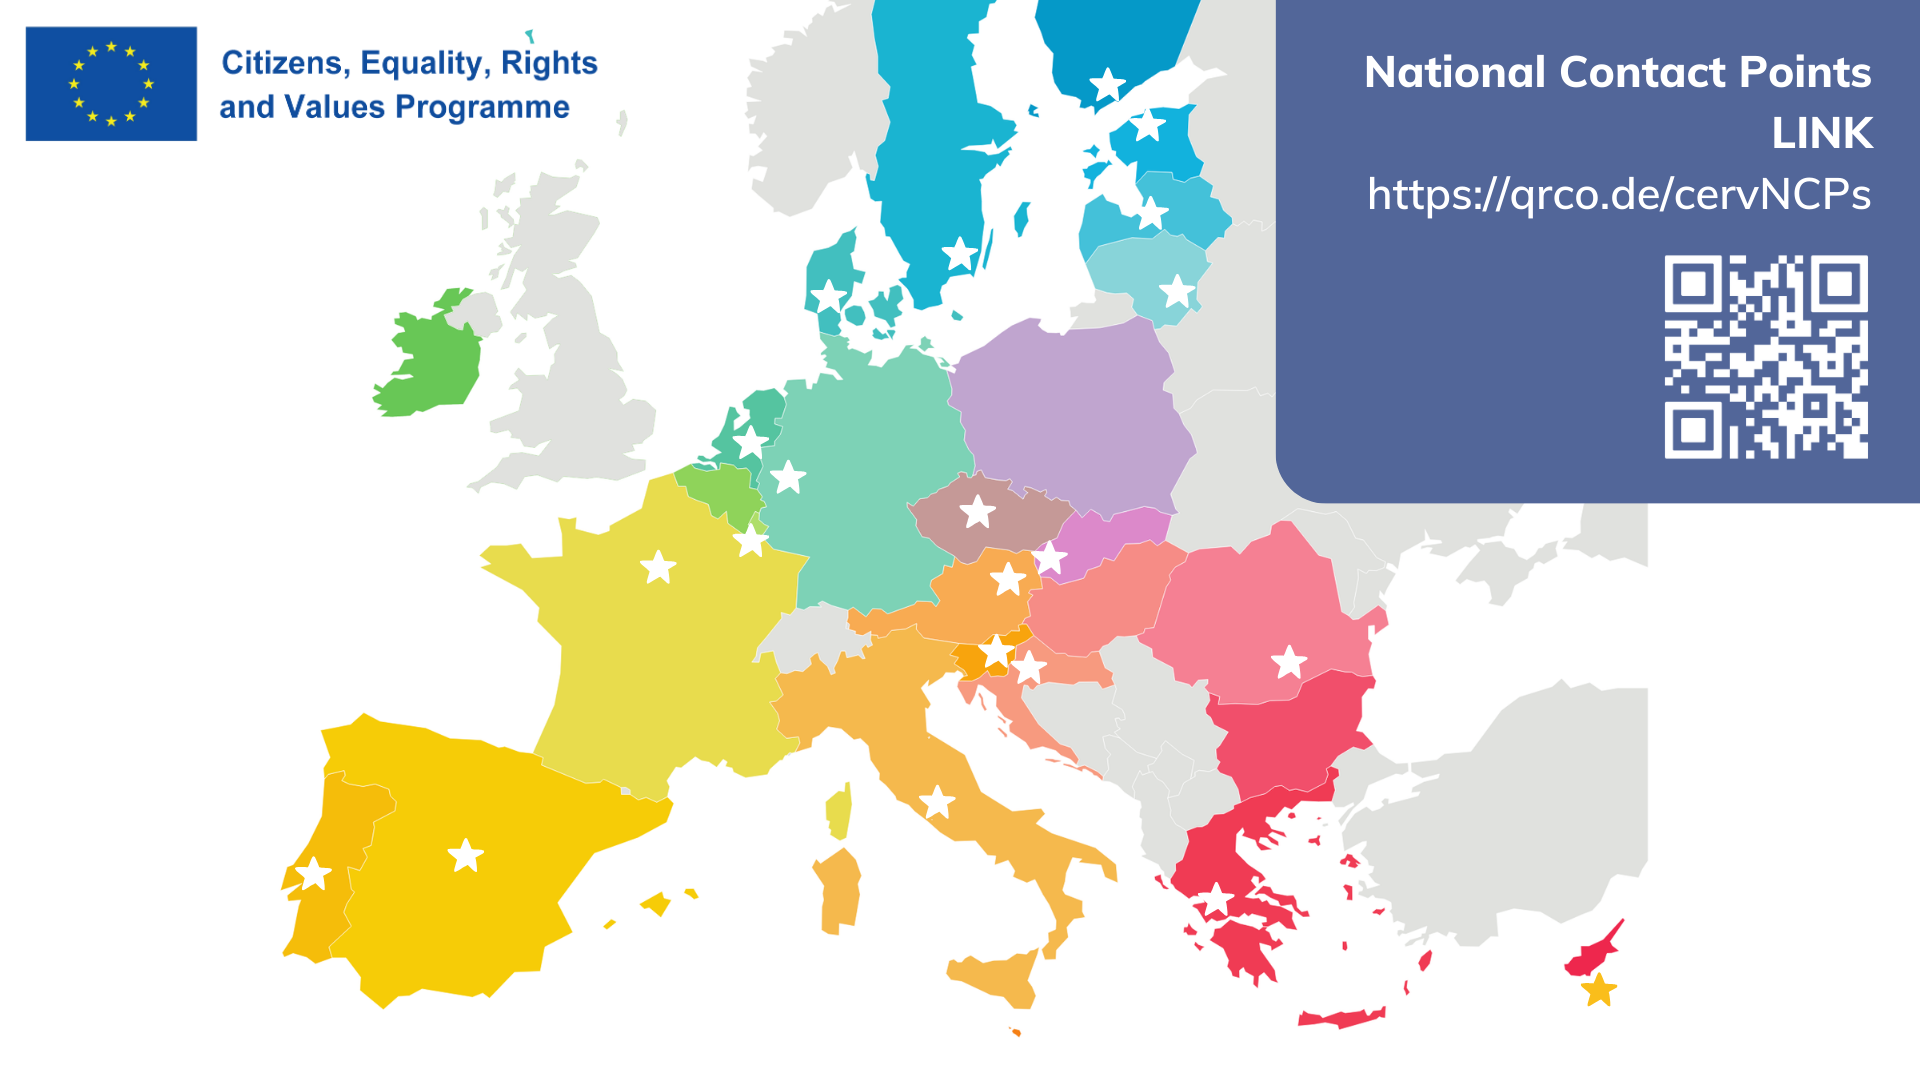 Citizens, Equality, Rights
and Values Programme
National Contact Points
LINK
https://qrco.de/cervNCPs